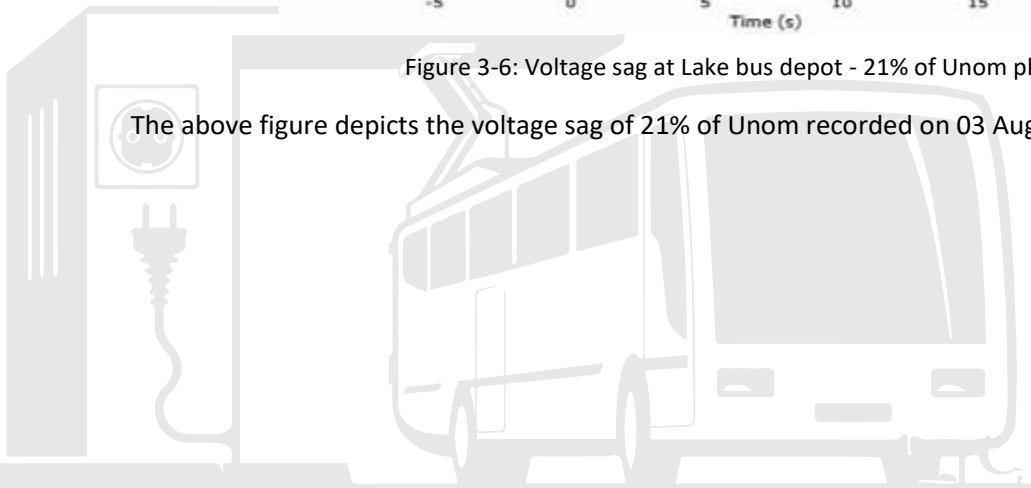 -5 0 5 10 15
Time (s)
Figure 3-6: Voltage sag at Lake bus depot - 21% of Unom
The above figure depicts the voltage sag of 21% of Unom recorded on 03